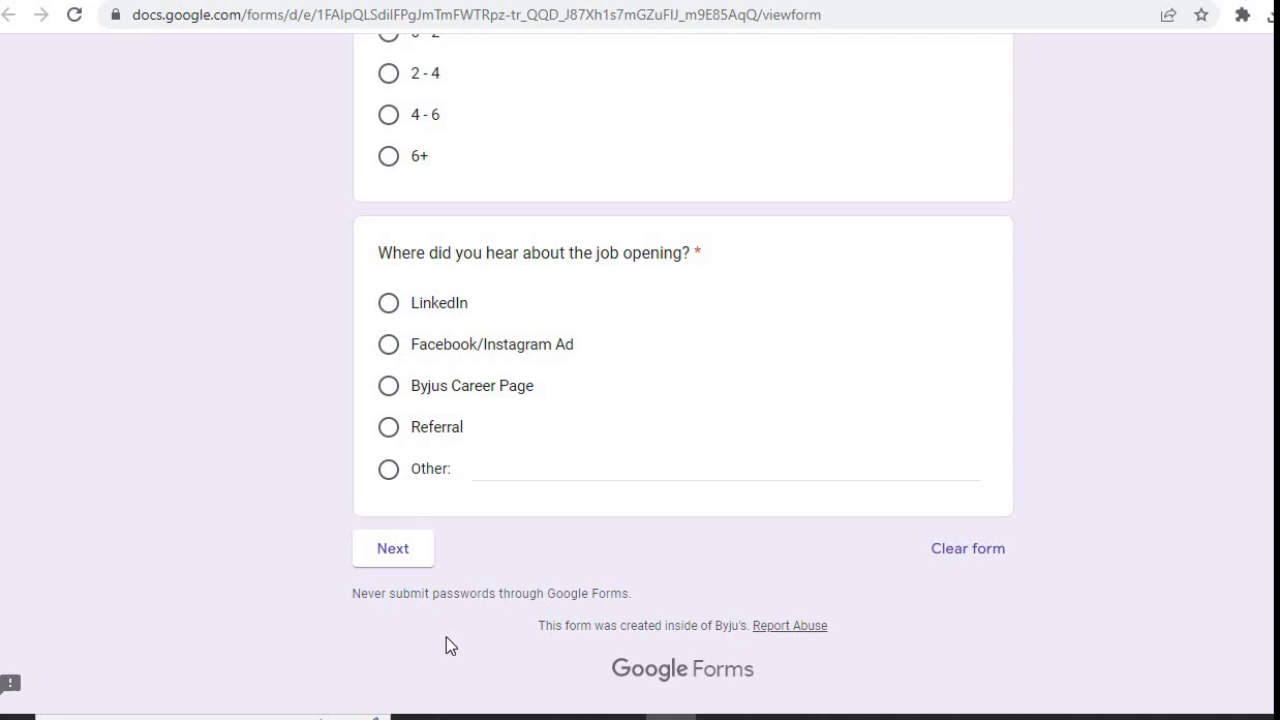 docs.google.com/forms/d/e/1FAIpQLSdilFPgJmTmFWTRpz-tr_QQD_J87Xh1s7mGZuFIJ_m9E85AqQ/viewform
2 - 4
4 - 6
6+
Where did you hear about the job opening? *
LinkedIn
Facebook/Instagram Ad
Byjus Career Page
Referral
Other:
Next
Clear form
Never submit passwords through Google Forms.
This form was created inside of Byju's. Report Abuse
Google Forms